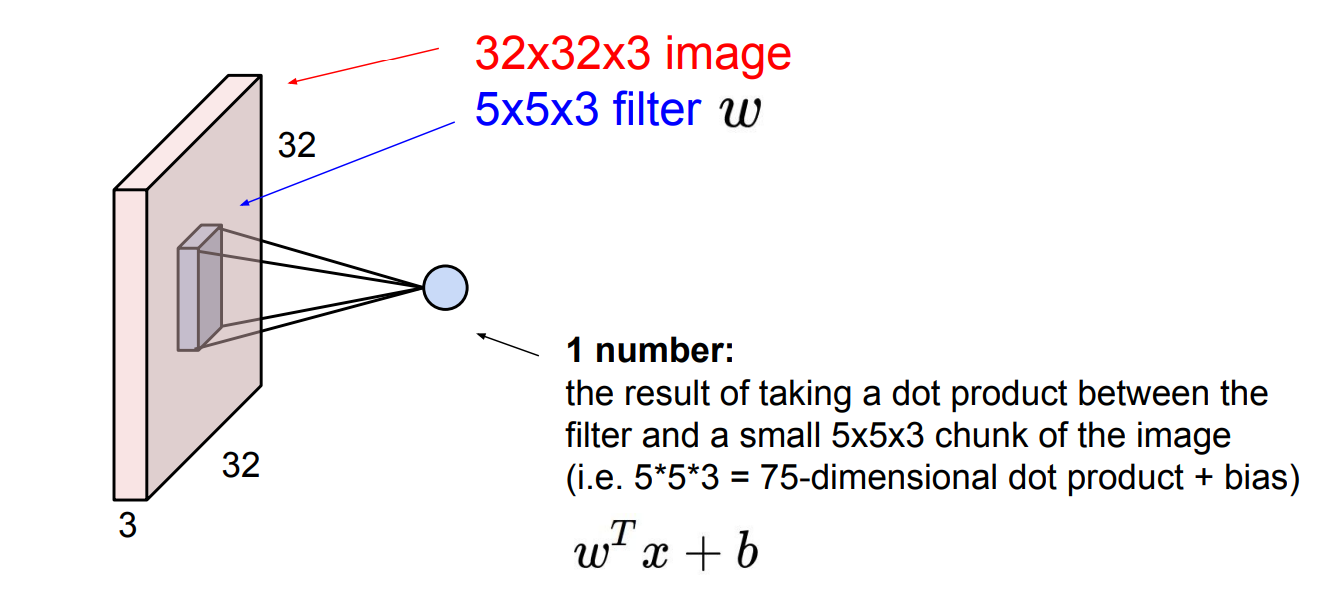 32x32x3 image
5x5x3 filter w
32
32
3
1 number:
the result of taking a dot product between the
filter and a small 5x5x3 chunk of the image
(i.e. 5*5*3 = 75-dimensional dot product + bias)
w^T x + b